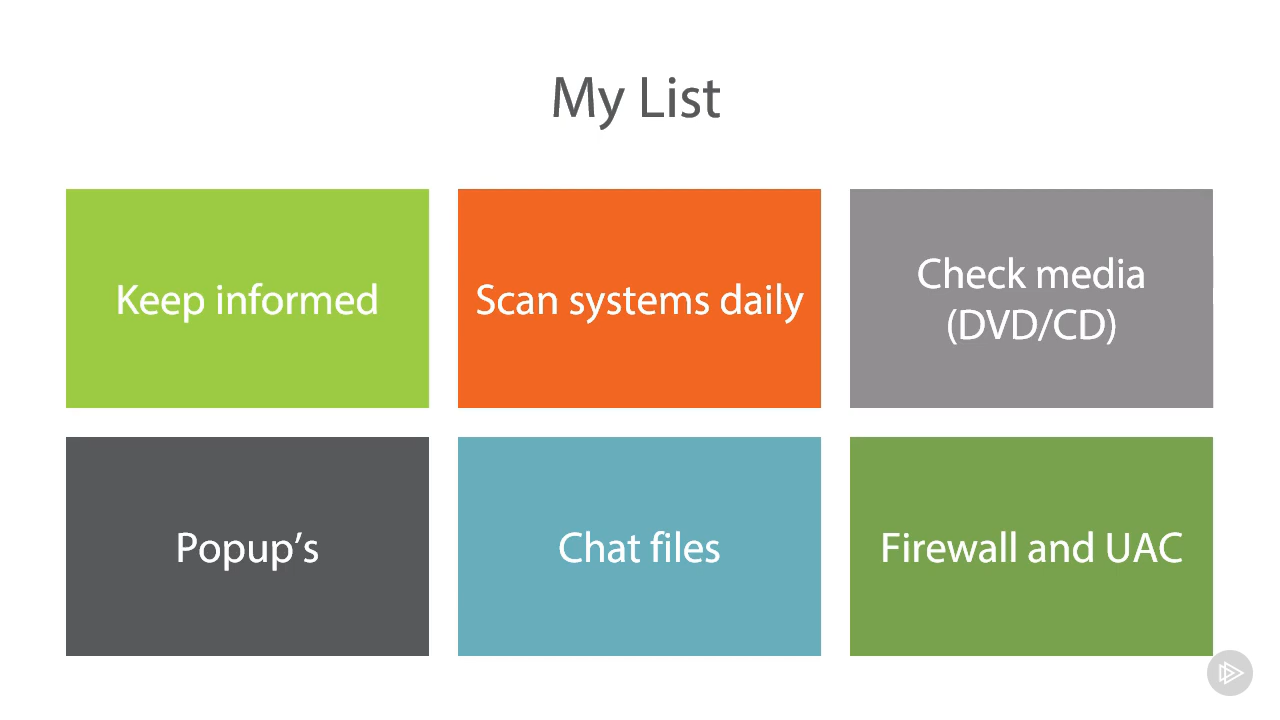 My List
Keep informed
Scan systems daily
Check media
(DVD/CD)
Popup’s
Chat files
Firewall and UAC